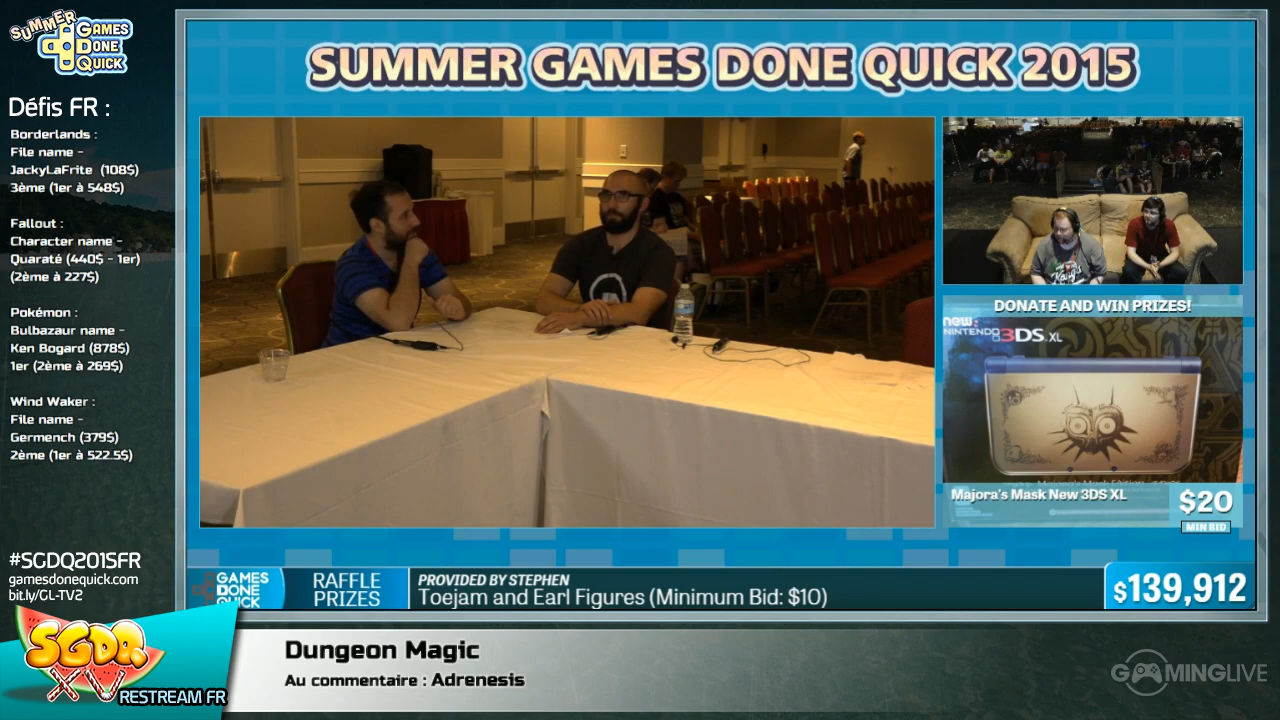 SUMMER
GAMES
DONE
QUICK
Défis FR :
Borderlands :
File name -
JackyLaFrite (108$)
3ème (1er à 548$)
Fallout :
Character name -
Quaraté (440$ - 1er)
(2ème à 227$)
Pokémon :
Bulbazaur name -
Ken Bogard (878$)
1er (2ème à 269$)
Wind Waker :
File name -
Germench (379$)
2ème (1er à 522.5$)
#SGDQ2015FR
gamesdonequick.com
bit.ly/GL-TV2
SGDQ
XV
RESTREAM FR
SUMMER GAMES DONE QUICK 2015
DONATE AND WIN PRIZES!
new
NINTENDO 3DS XL
Majora's Mask New 3DS XL
$20
MIN BID
GAMES
DONE
QUICK
RAFFLE
PRIZES
PROVIDED BY STEPHEN
Toejam and Earl Figures (Minimum Bid: $10)
$139,912
Dungeon Magic
Au commentaire : Adrenesis
GAMINGLIVE